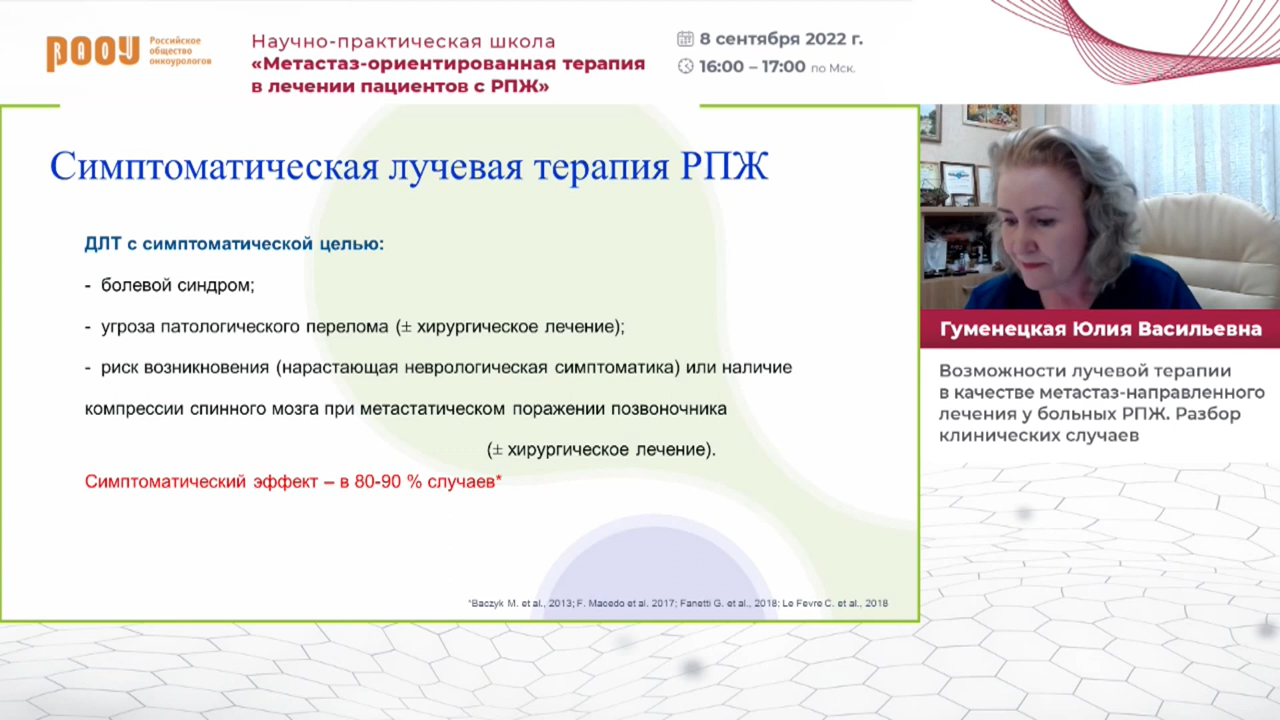 РАОУ
Российское
общество
онкоурологов
Научно-практическая школа
«Метастаз-ориентированная терапия
в лечении пациентов с РПЖ»
8 сентября 2022 г.
16:00 – 17:00 по Мск.
Симптоматическая лучевая терапия РПЖ
ДЛТ с симптоматической целью:
- болевой синдром;
- угроза патологического перелома (± хирургическое лечение);
- риск возникновения (нарастающая неврологическая симптоматика) или наличие
компрессии спинного мозга при метастатическом поражении позвоночника
(± хирургическое лечение).
Симптоматический эффект – в 80-90 % случаев*
*Baczyk M. et al., 2013; F. Macedo et al. 2017; Fanetti G. et al., 2018; Le Fevre C. et al., 2018
Гуменецкая Юлия Васильевна
Возможности лучевой терапии
в качестве метастаз-направленного
лечения у больных РПЖ. Разбор
клинических случаев